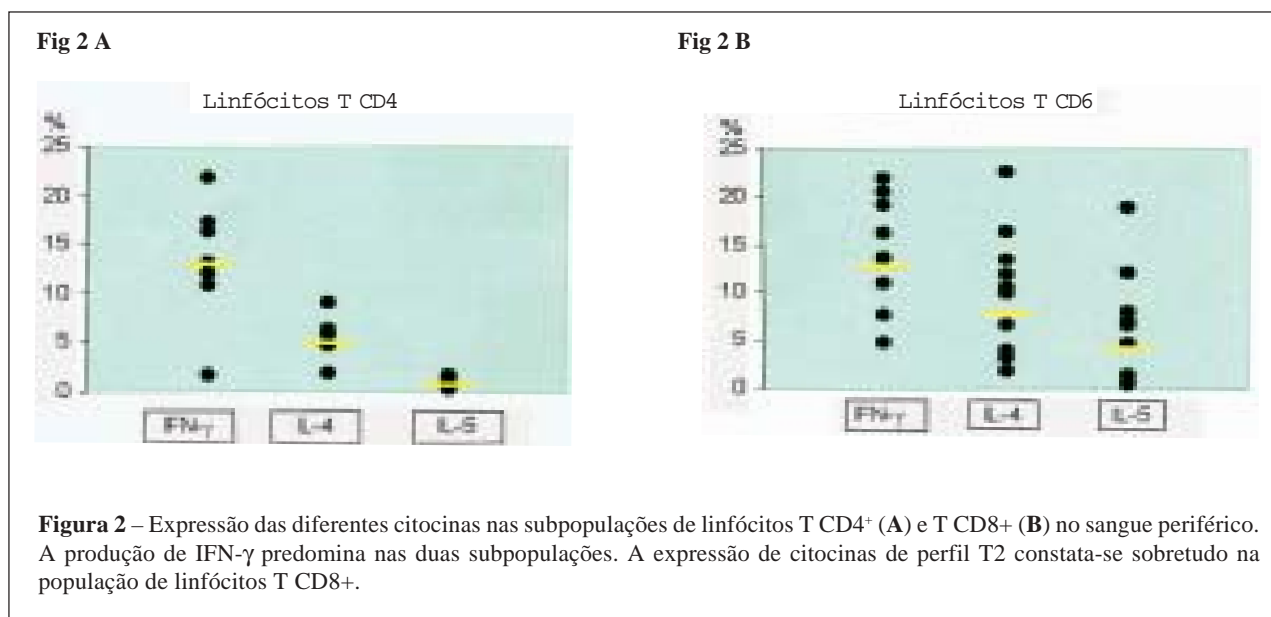 Fig 2 A
Fig 2 B
Linfócitos T CD4
%
25
20
15
10
5
0
IFN-γ
IL-4
IL-5
Linfócitos T CD6
%
25
20
15
10
5
0
IFN-γ
IL-4
IL-5
Figura 2 – Expressão das diferentes citocinas nas subpopulações de linfócitos T CD4+ (A) e T CD8+ (B) no sangue periférico.
A produção de IFN-γ predomina nas duas subpopulações. A expressão de citocinas de perfil T2 constata-se sobretudo na
população de linfócitos T CD8+.